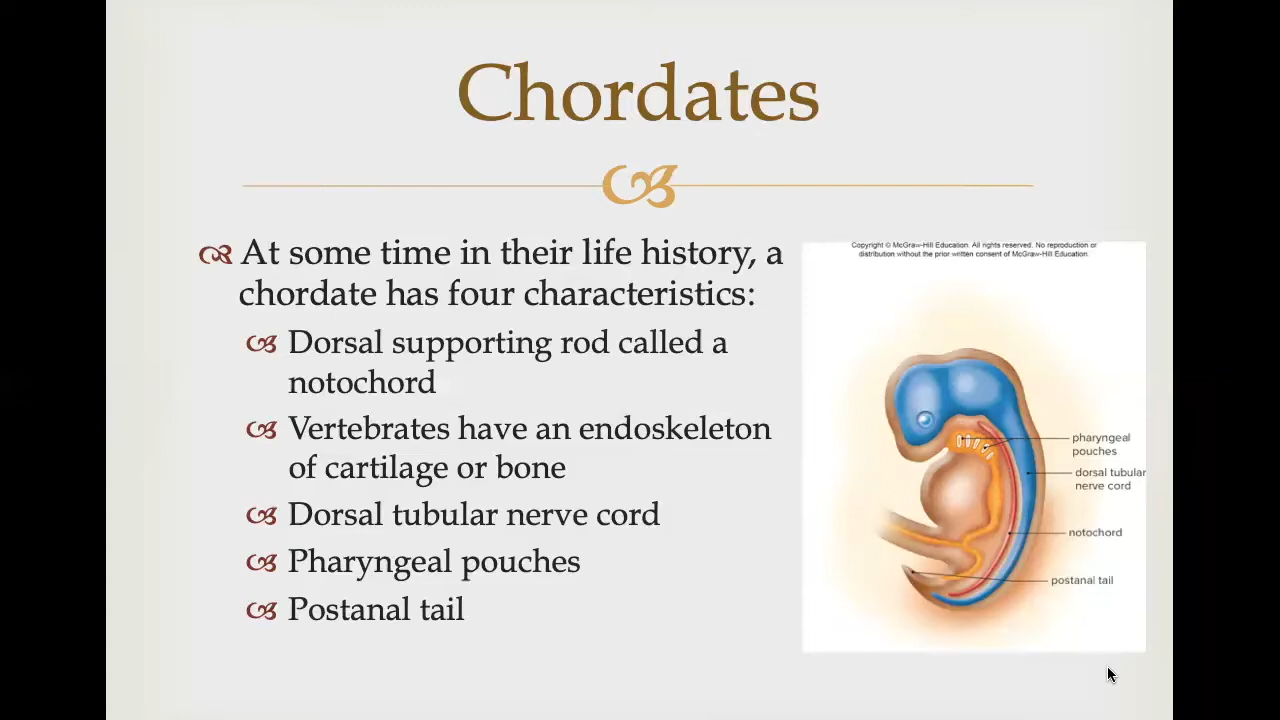 Chordates
At some time in their life history, a
chordate has four characteristics:
Dorsal supporting rod called a
notochord
Vertebrates have an endoskeleton
of cartilage or bone
Dorsal tubular nerve cord
Pharyngeal pouches
Postanal tail
Copyright © McGraw-Hill Education. All rights reserved. No reproduction or
distribution without the prior written consent of McGraw-Hill Education.
pharyngeal
pouches
dorsal tubular
nerve cord
notochord
postanal tail